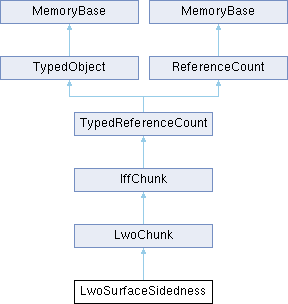 MemoryBase MemoryBase
TypedObject ReferenceCount
TypedReferenceCount
IffChunk
LwoChunk
LwoSurfaceSidedness